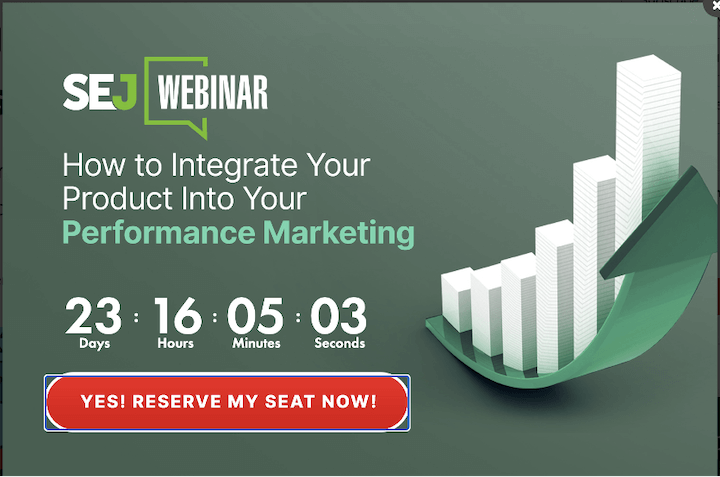 SEJ WEBINAR
How to Integrate Your
Product Into Your
Performance Marketing
23 : 16 : 05 : 03
Days Hours Minutes Seconds
YES! RESERVE MY SEAT NOW!